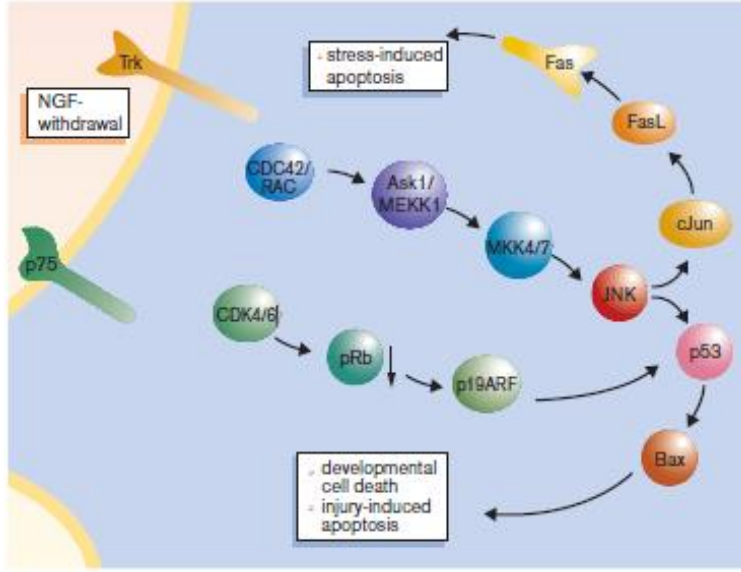 Trk
stress-induced
apoptosis
Fas
NGF-
withdrawal
FasL
CDC42/
RAC
Ask1/
MEKK1
cJun
MKK4/7
p75
JNK
CDK4/6
pRb
p53
p19ARF
Bax
developmental
cell death
injury-induced
apoptosis